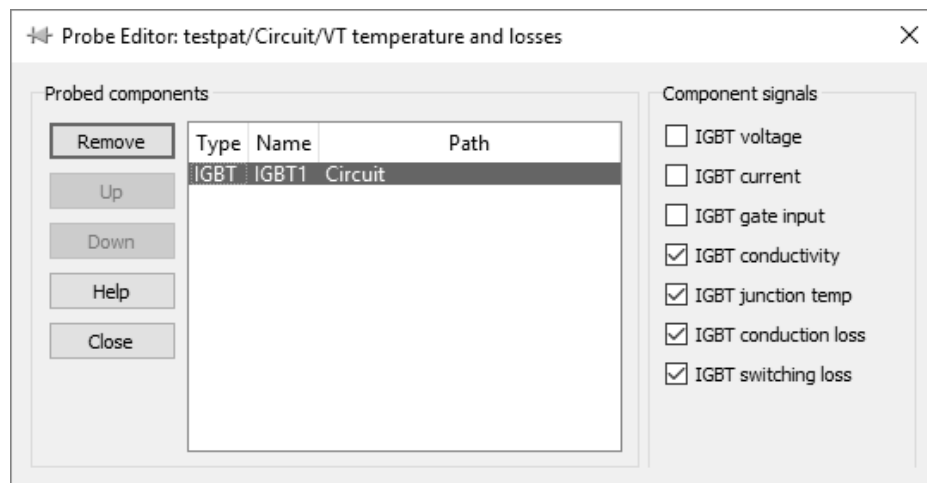 Probe Editor: testpat/Circuit/VT temperature and losses
Probed components
Remove
Up
Down
Help
Close
Type Name Path
IGBT IGBT1 Circuit
Component signals
IGBT voltage
IGBT current
IGBT gate input
IGBT conductivity
IGBT junction temp
IGBT conduction loss
IGBT switching loss